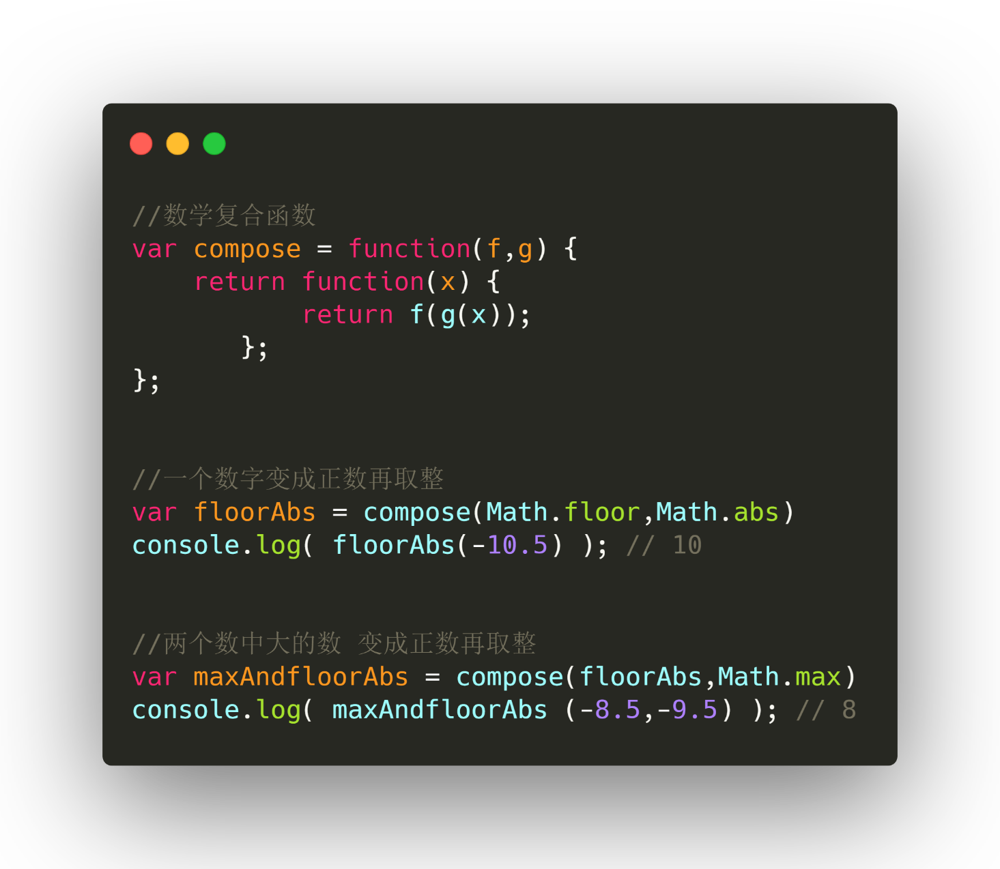 //数学复合函数
var compose = function(f,g) {
    return function(x) {
           return f(g(x));
       };
};
//一个数字变成正数再取整
var floorAbs = compose(Math.floor,Math.abs)
console.log( floorAbs(-10.5) ); // 10
//两个数中大的数 变成正数再取整
var maxAndfloorAbs = compose(floorAbs,Math.max)
console.log( maxAndfloorAbs (-8.5,-9.5) ); // 8